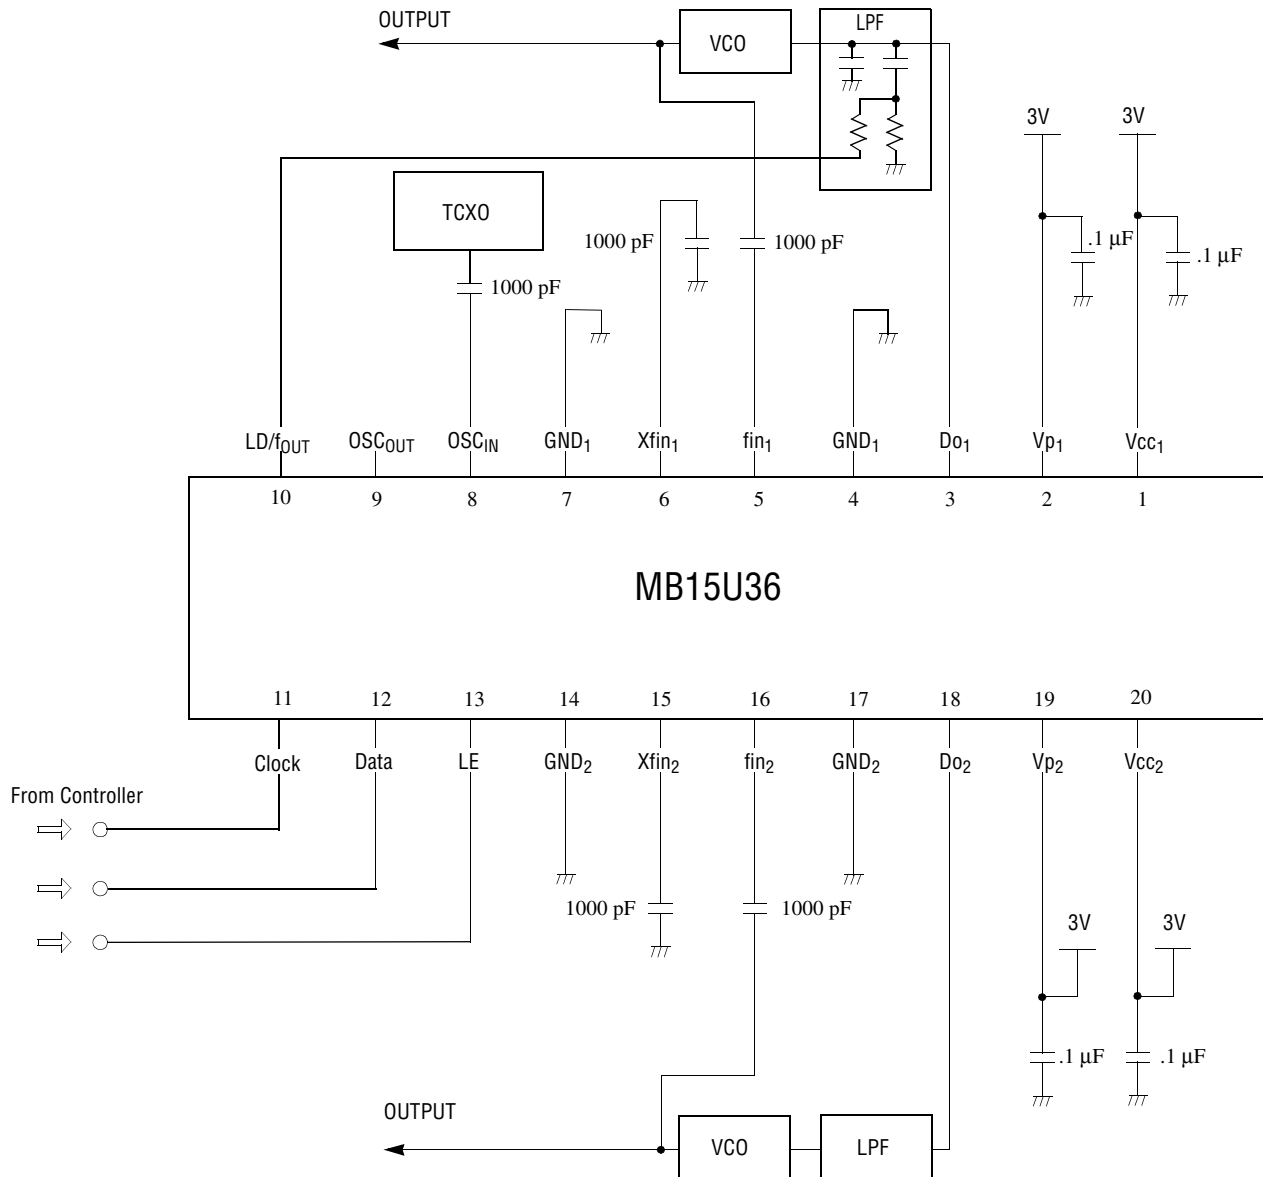 OUTPUT
VCO
LPF
3V
3V
TCXO
1000 pF
1000 pF
.1 µF
.1 µF
1000 pF
LD/fOUT
OSCOUT
OSCIN
GND1
Xfin1
fin1
GND1
Do1
Vp1
Vcc1
10
9
8
7
6
5
4
3
2
1
MB15U36
11
12
13
14
15
16
17
18
19
20
Clock
Data
LE
GND2
Xfin2
fin2
GND2
Do2
Vp2
Vcc2
From Controller
1000 pF
1000 pF
3V
3V
.1 µF
.1 µF
OUTPUT
VCO
LPF